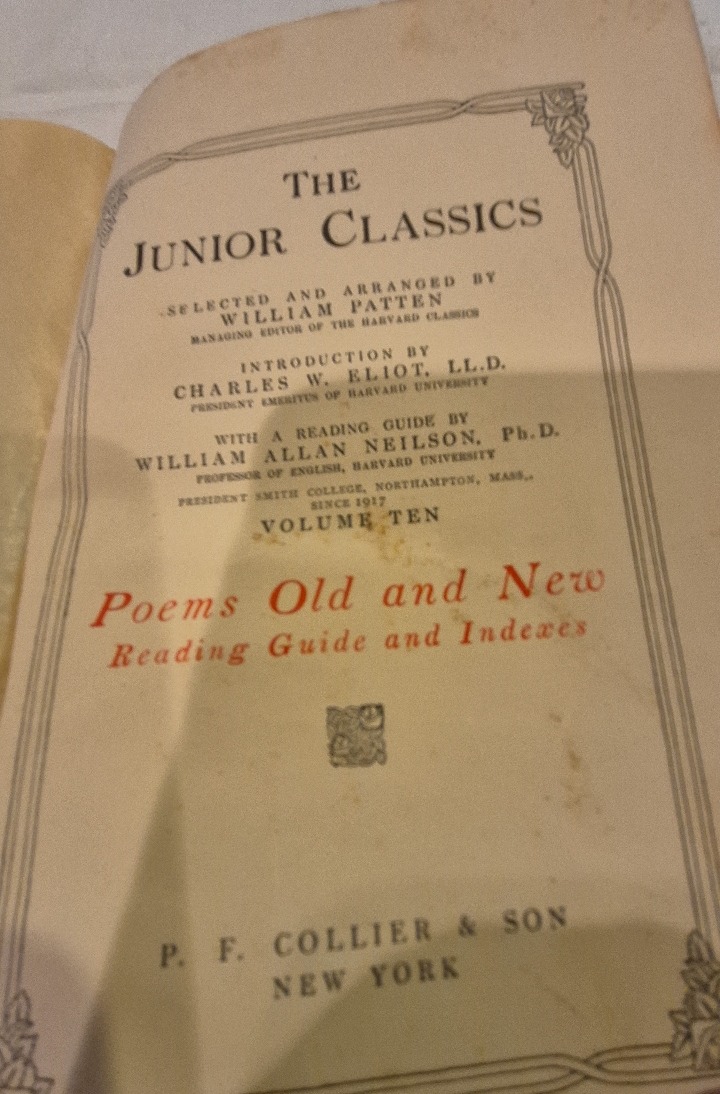 THE
JUNIOR CLASSICS
SELECTED AND ARRANGED BY
WILLIAM PATTEN
MANAGING EDITOR OF THE HARVARD CLASSICS
INTRODUCTION BY
CHARLES W. ELIOT, LL.D.
PRESIDENT EMERITUS OF HARVARD UNIVERSITY
WITH A READING GUIDE BY
WILLIAM ALLAN NEILSON, Ph.D.
PROFESSOR OF ENGLISH, HARVARD UNIVERSITY
PRESIDENT SMITH COLLEGE, NORTHAMPTON, MASS.,
SINCE 1917
VOLUME TEN
Poems Old and New
Reading Guide and Indexes
P. F. COLLIER & SON
NEW YORK